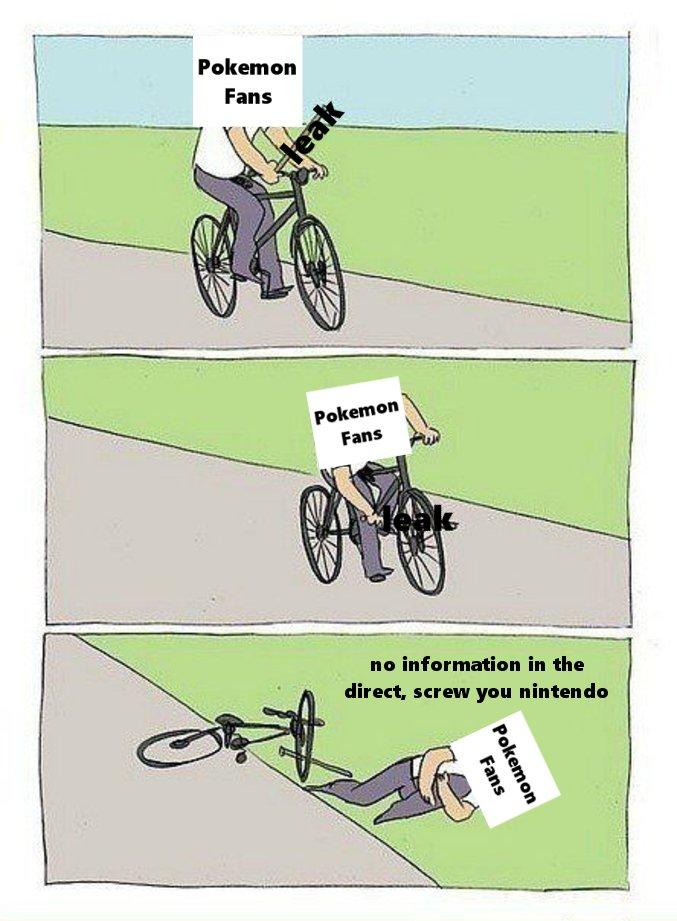 Pokemon
Fans
leak
Pokemon
Fans
leak
no information in the
direct, screw you nintendo
Pokemon
Fans